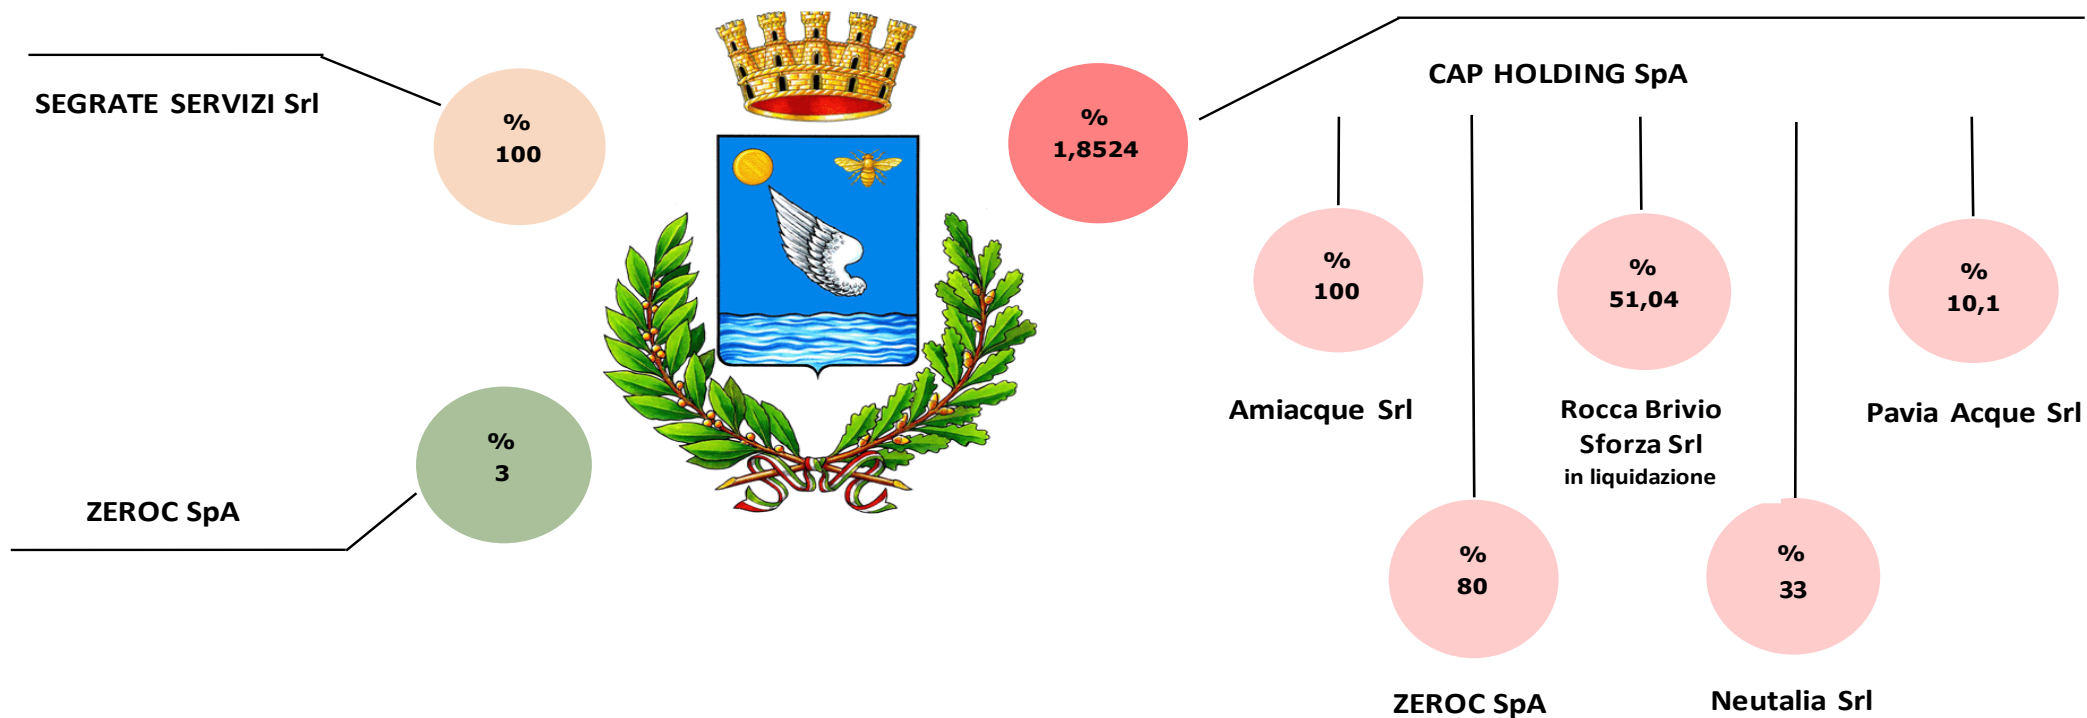 SEGRATE SERVIZI Srl
%
100
%
1,8524
CAP HOLDING SpA
%
100
Amiacque Srl
%
51,04
Rocca Brivio
Sforza Srl
in liquidazione
%
10,1
Pavia Acque Srl
%
3
ZEROC SpA
%
80
ZEROC SpA
%
33
Neutalia Srl